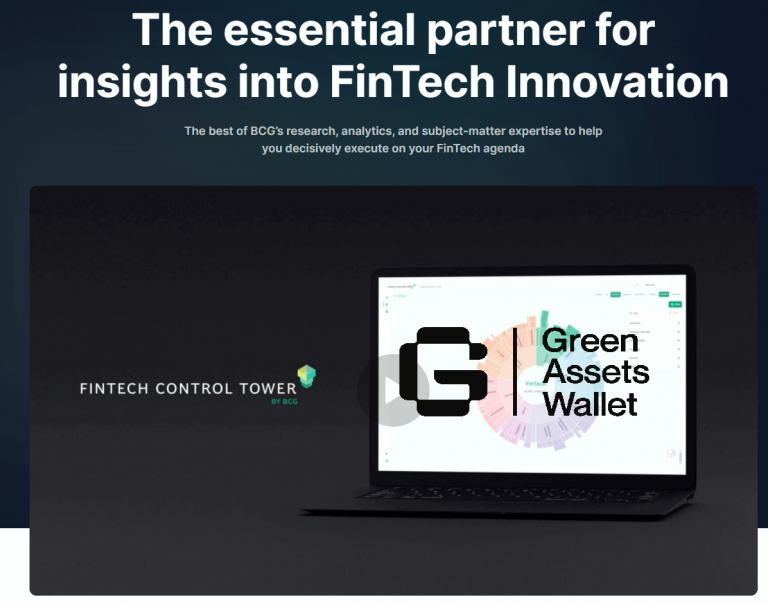 The essential partner for
insights into FinTech Innovation
The best of BCG's research, analytics, and subject-matter expertise to help
you decisively execute on your FinTech agenda
FINTECH CONTROL TOWER
BY BCG
Green
Assets
Wallet